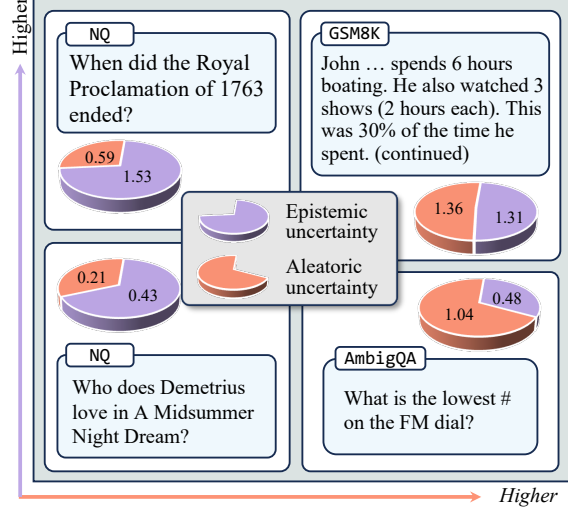 Higher
NQ
When did the Royal
Proclamation of 1763
ended?
0.59
1.53
GSM8K
John … spends 6 hours
boating. He also watched 3
shows (2 hours each). This
was 30% of the time he
spent. (continued)
1.36
1.31
Epistemic
uncertainty
Aleatoric
uncertainty
0.21
0.43
NQ
Who does Demetrius
love in A Midsummer
Night Dream?
0.48
1.04
AmbigQA
What is the lowest #
on the FM dial?
Higher